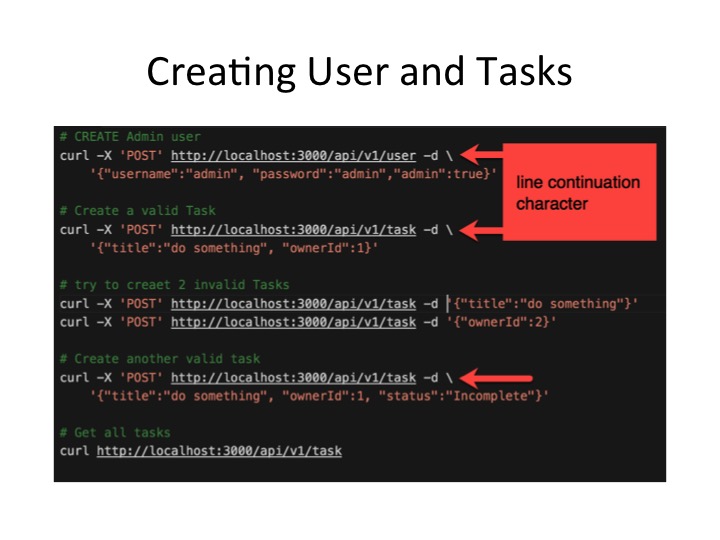 Creating User and Tasks
# CREATE Admin user
curl -X 'POST' http://localhost:3000/api/v1/user -d \
'{"username":"admin", "password":"admin","admin":true}'
line continuation
character
# Create a valid Task
curl -X 'POST' http://localhost:3000/api/v1/task -d \
'{"title":"do something", "ownerId":1}'
# try to creaet 2 invalid Tasks
curl -X 'POST' http://localhost:3000/api/v1/task -d '{"title":"do something"}'
curl -X 'POST' http://localhost:3000/api/v1/task -d '{"ownerId":2}'
# Create another valid task
curl -X 'POST' http://localhost:3000/api/v1/task -d \
'{"title":"do something", "ownerId":1, "status":"Incomplete"}'
# Get all tasks
curl http://localhost:3000/api/v1/task